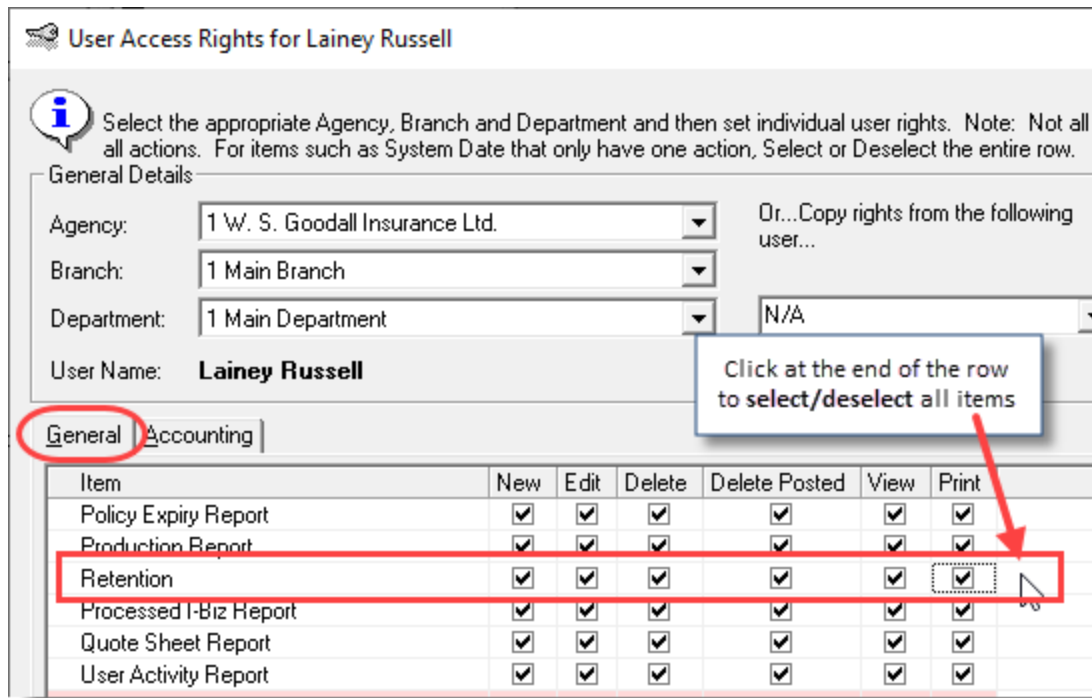 User Access Rights for Lainey Russell
Select the appropriate Agency, Branch and Department and then set individual user rights. Note: Not all
all actions. For items such as System Date that only have one action, Select or Deselect the entire row.
General Details
Agency: 1 W. S. Goodall Insurance Ltd.
Or...Copy rights from the following
user...
Branch: 1 Main Branch
Department: 1 Main Department N/A
User Name: Lainey Russell
Click at the end of the row
to select/deselect all items
General Accounting
Item New Edit Delete Delete Posted View Print
Policy Expiry Report
Production Report
Retention
Processed I-Biz Report
Quote Sheet Report
User Activity Report